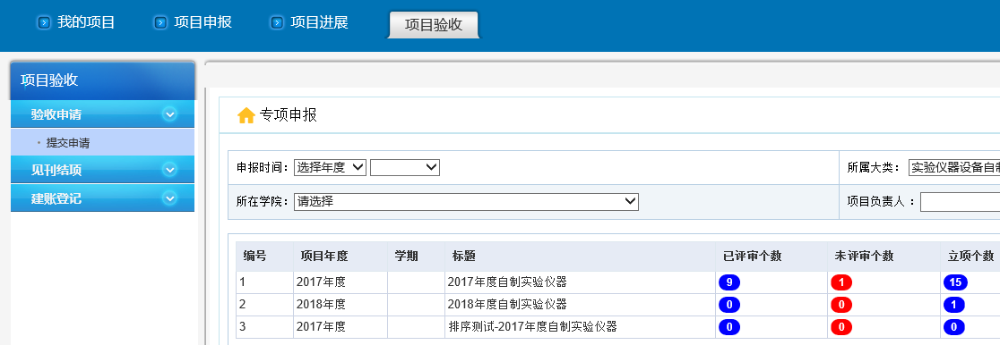 我的项目 项目申报 项目进展 项目验收
项目验收
验收申请
提交申请
见刊结项
建账登记
专项申报
申报时间: 选择年度 所属大类: 实验仪器设备自制
所在学院: 请选择 项目负责人 :
编号 项目年度 学期 标题 已评审个数 未评审个数 立项个数
1 2017年度 2017年度自制实验仪器 9 1 15
2 2018年度 2018年度自制实验仪器 0 0 1
3 2017年度 排序测试-2017年度自制实验仪器 0 0 0